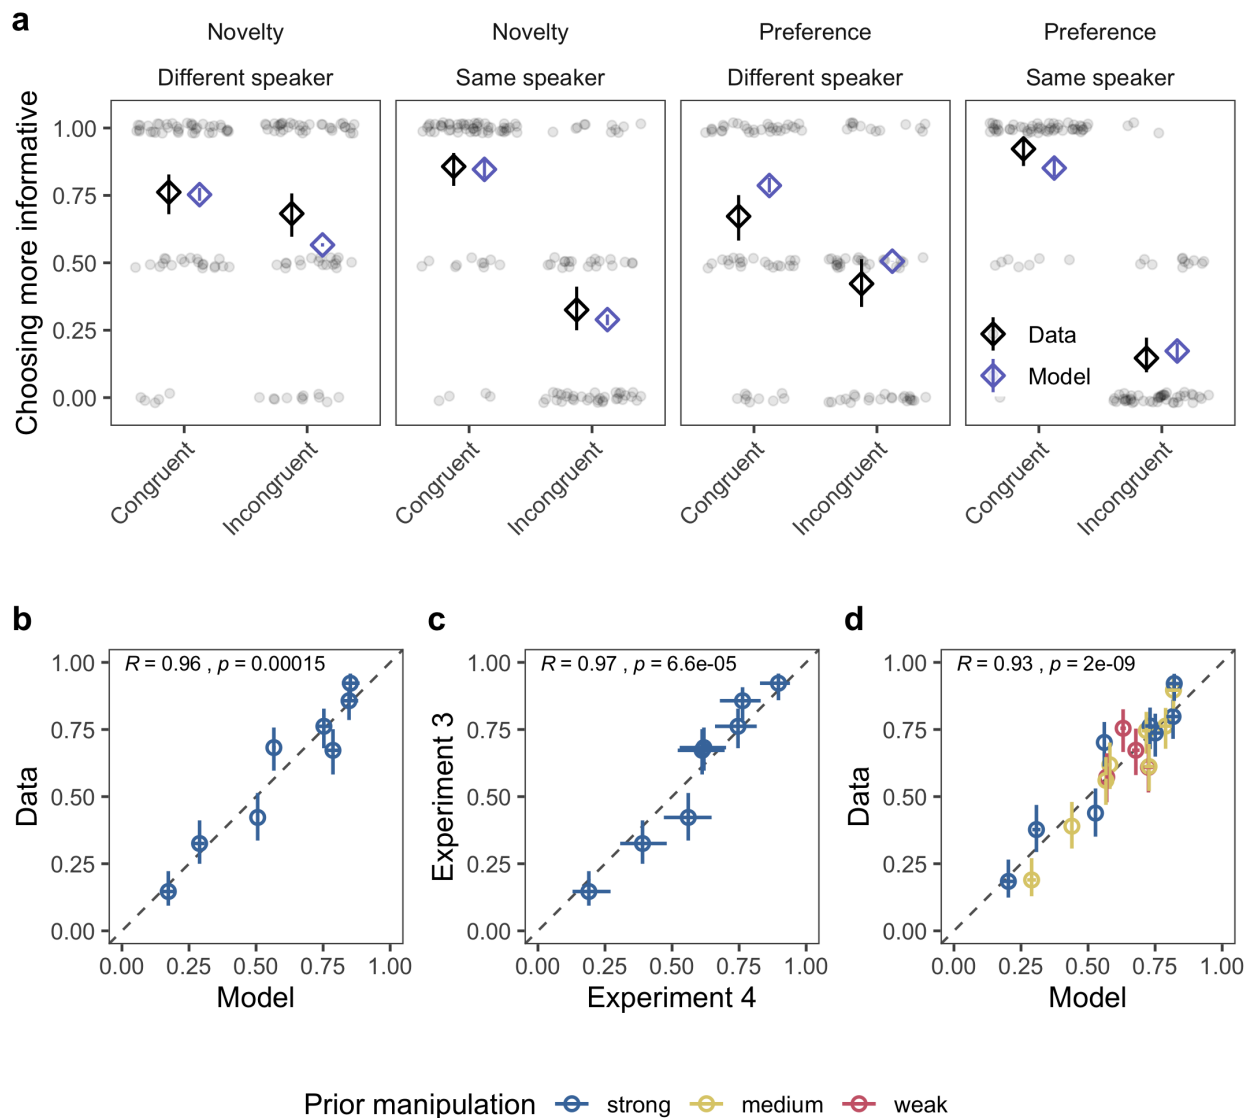 a
Novelty Novelty Preference Preference
Different speaker Same speaker Different speaker Same speaker
Choosing more informative
1.00
0.75
0.50
0.25
0.00
Data
Model
Congruent Incongruent Congruent Incongruent Congruent Incongruent Congruent Incongruent
b
R = 0.96 , p = 0.00015
Data
1.00
0.75
0.50
0.25
0.00
0.00 0.25 0.50 0.75 1.00
Model
c
R = 0.97 , p = 6.6e-05
Experiment 3
1.00
0.75
0.50
0.25
0.00
0.00 0.25 0.50 0.75 1.00
Experiment 4
d
R = 0.93 , p = 2e-09
Data
1.00
0.75
0.50
0.25
0.00
0.00 0.25 0.50 0.75 1.00
Model
Prior manipulation strong medium weak